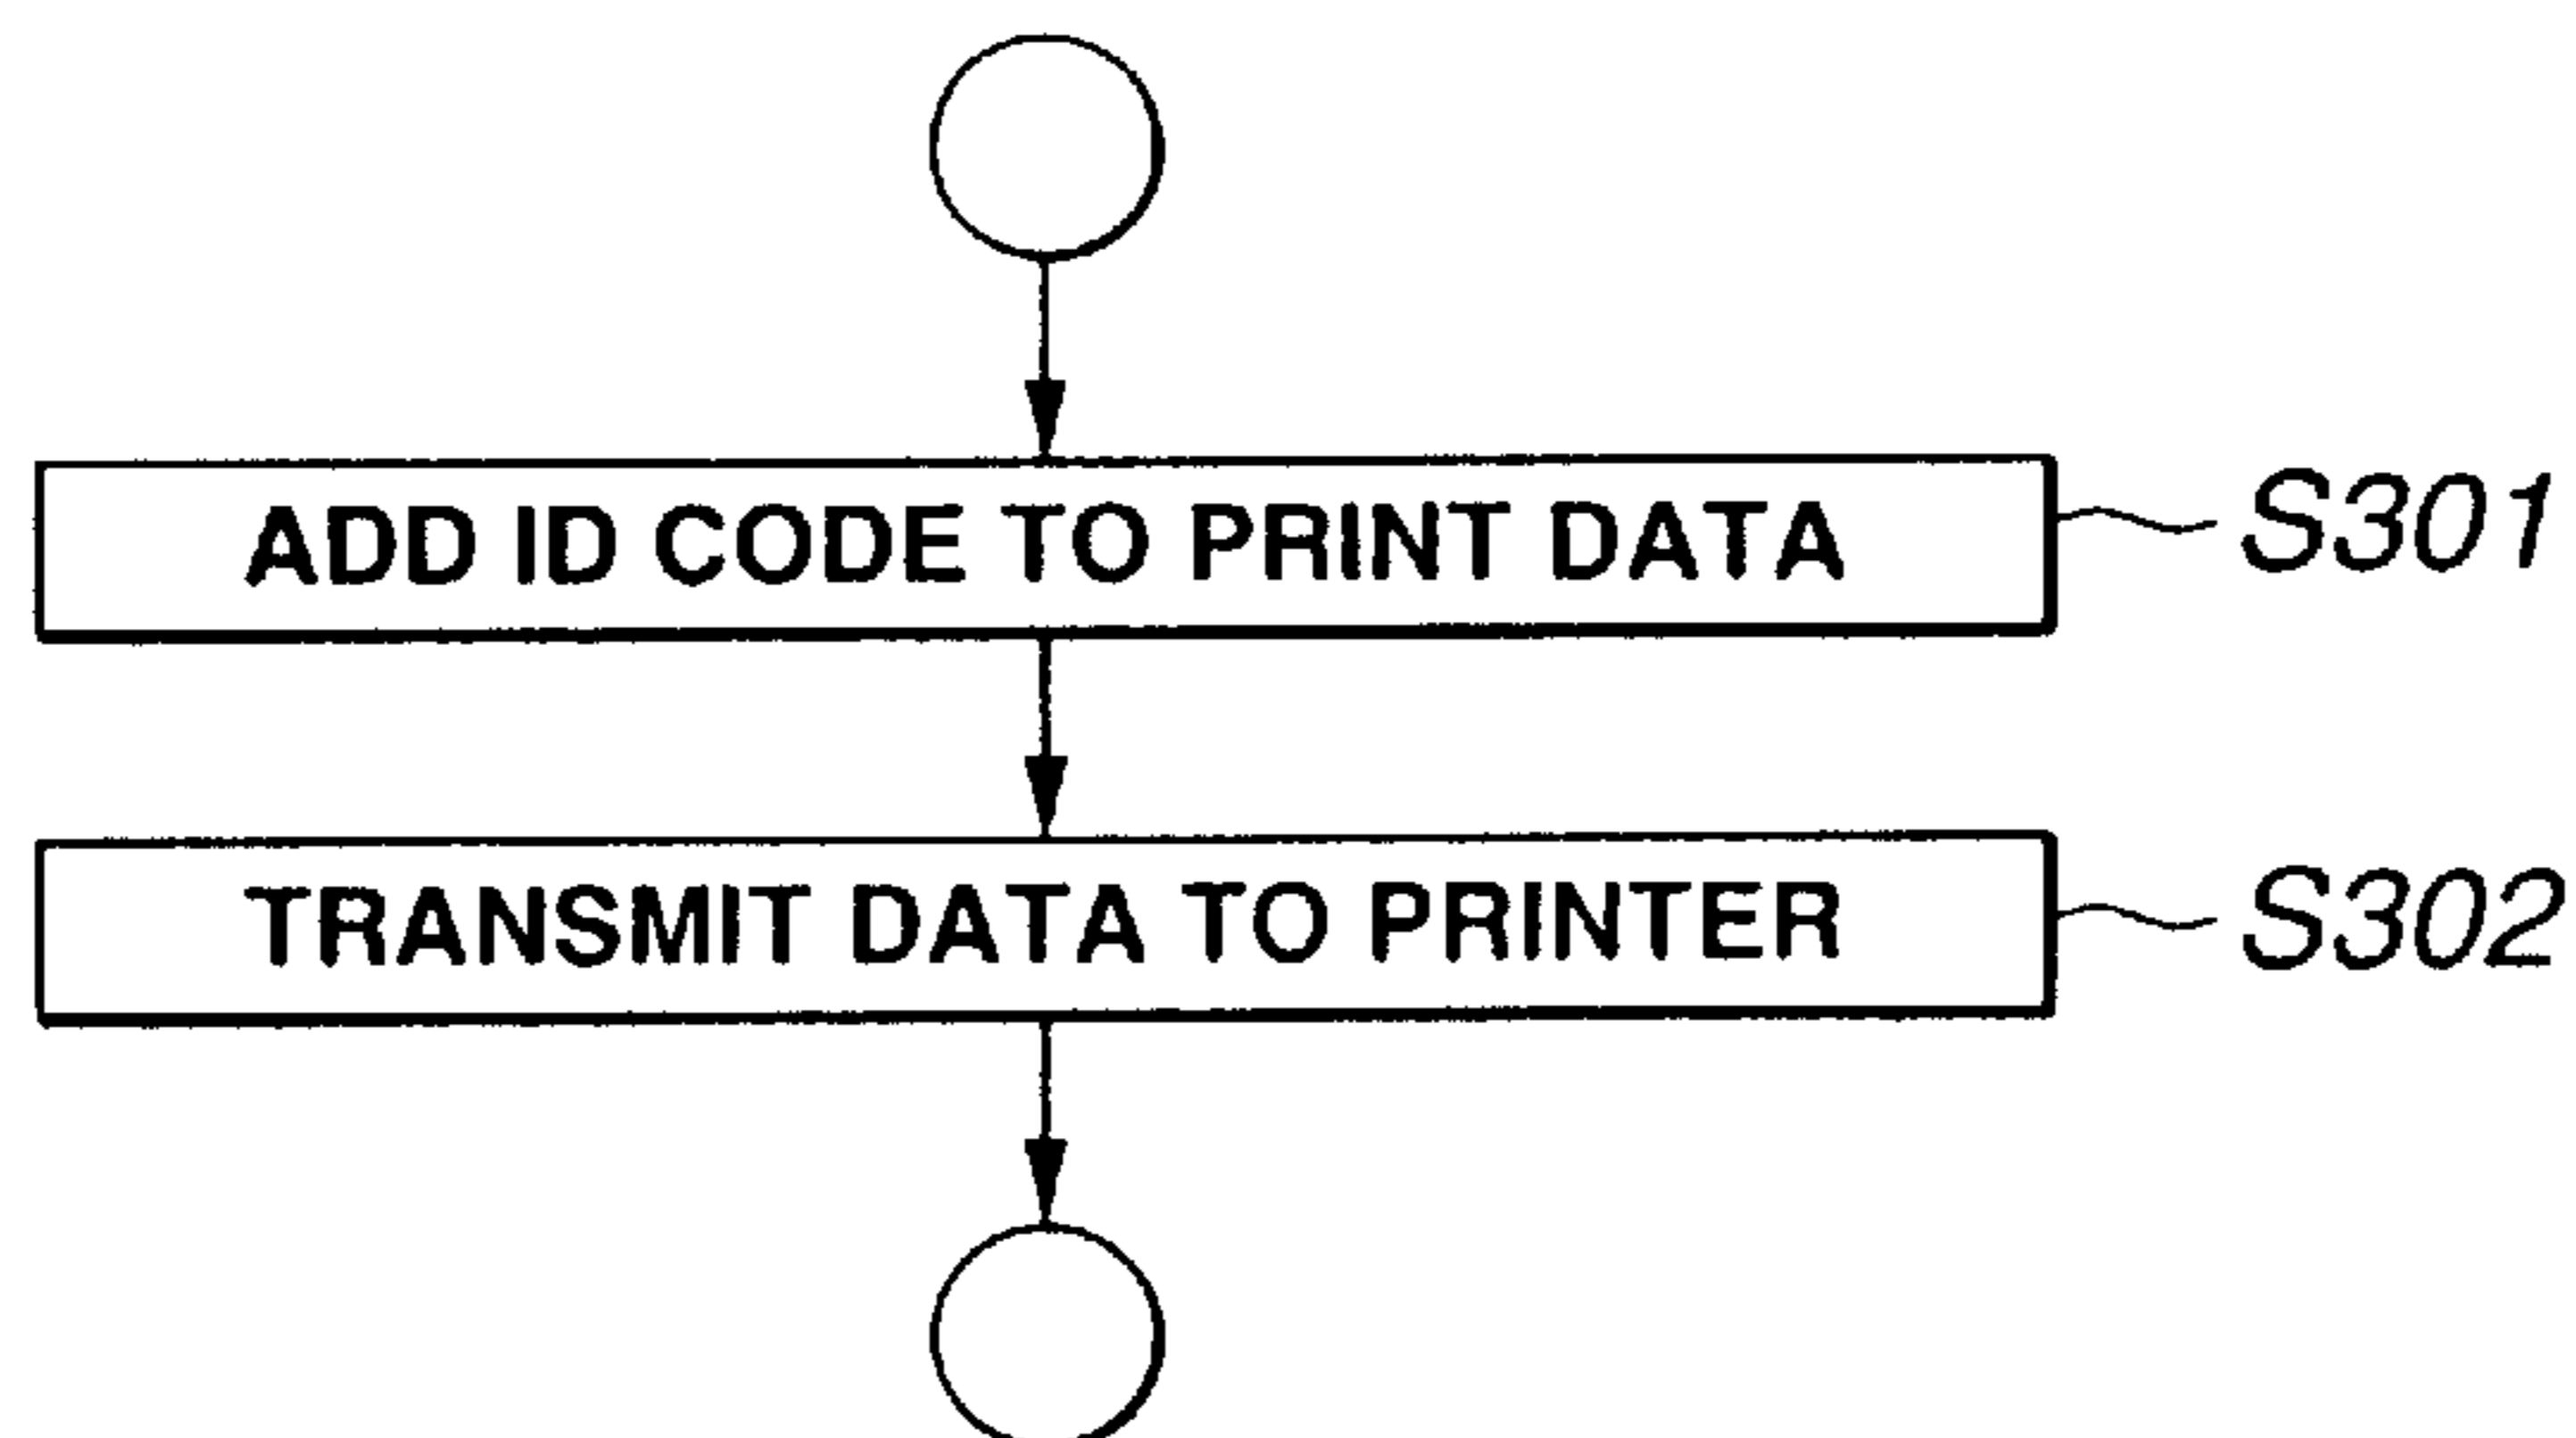 ADD ID CODE TO PRINT DATA
S301
TRANSMIT DATA TO PRINTER
S302